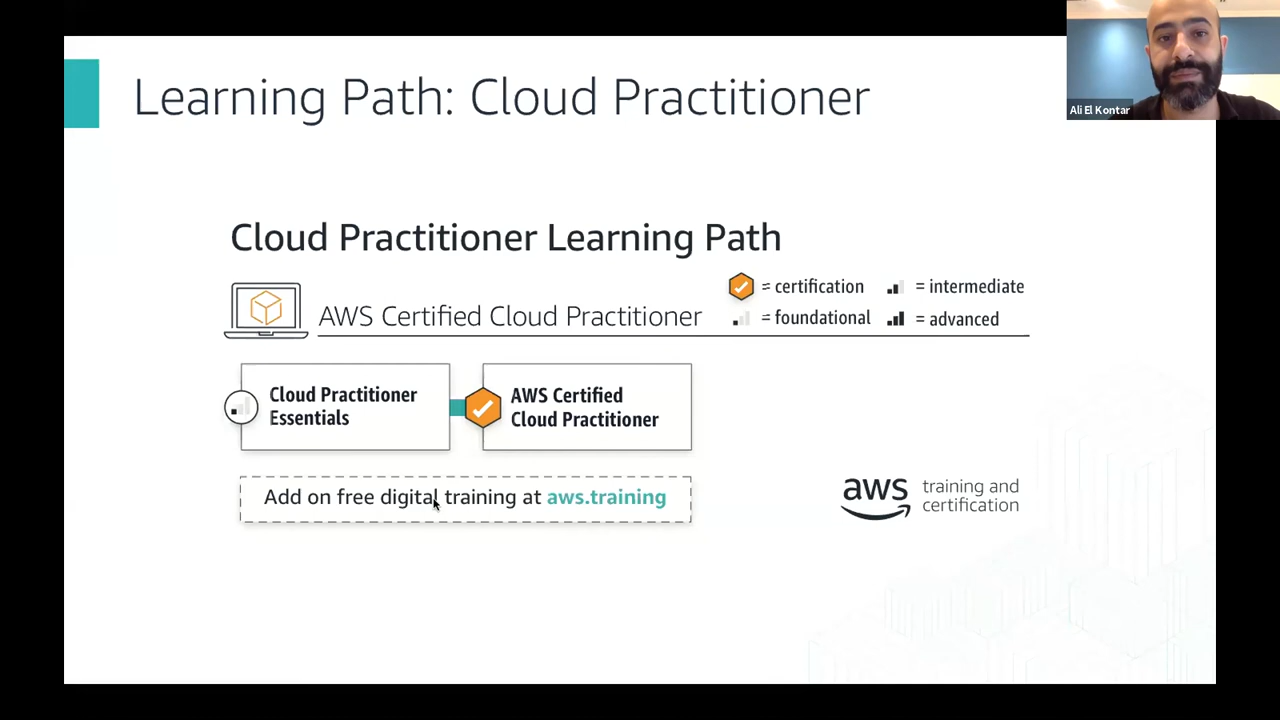 Learning Path: Cloud Practitioner
Ali El Kontar
Cloud Practitioner Learning Path
AWS Certified Cloud Practitioner
= certification
= intermediate
= foundational
= advanced
Cloud Practitioner
Essentials
AWS Certified
Cloud Practitioner
Add on free digital training at aws.training
aws
training and
certification